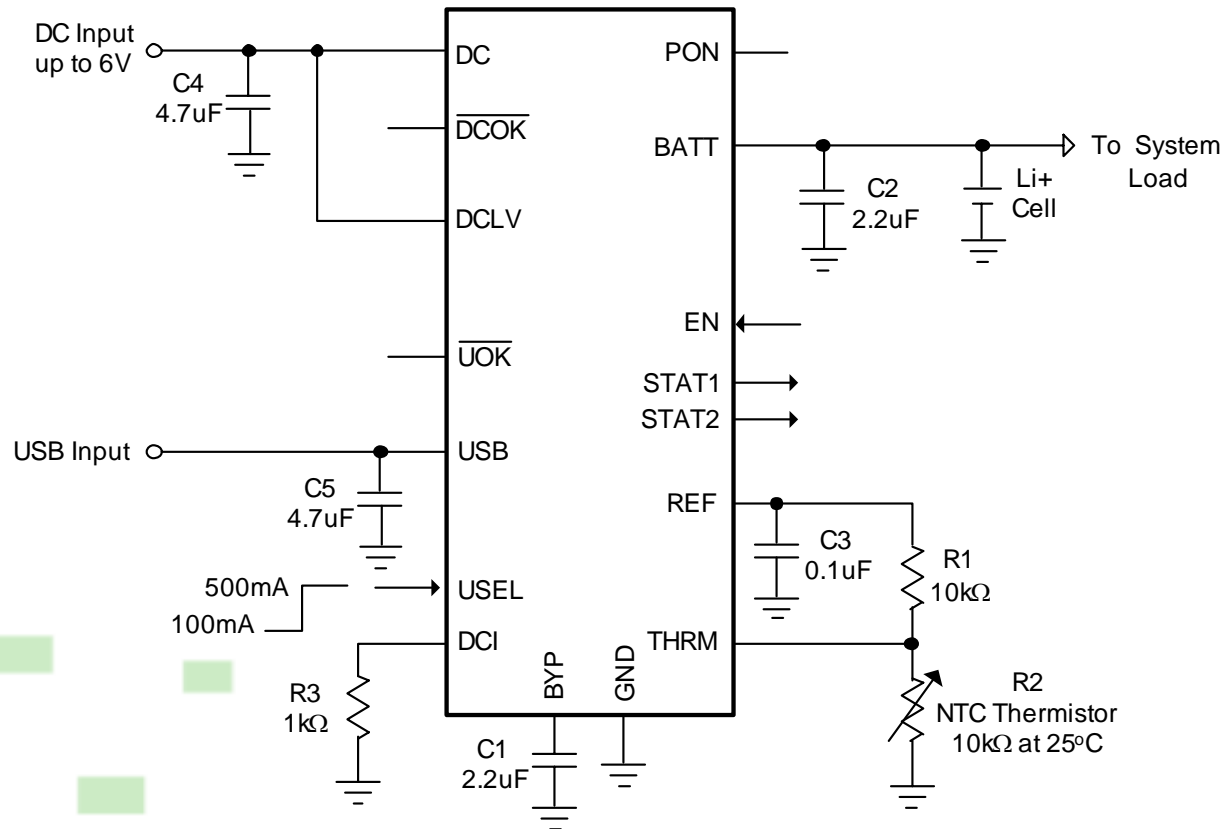 DC Input
up to 6V
C4
4.7uF
DC
DCOK
DCLV
UOK
USB Input
USB
C5
4.7uF
500mA
100mA
USEL
DCI
R3
1kΩ
BYP
GND
C1
2.2uF
PON
BATT
C2
2.2uF
Li+
Cell
To System
Load
EN
STAT1
STAT2
REF
C3
0.1uF
R1
10kΩ
THRM
R2
NTC Thermistor
10kΩ at 25°C